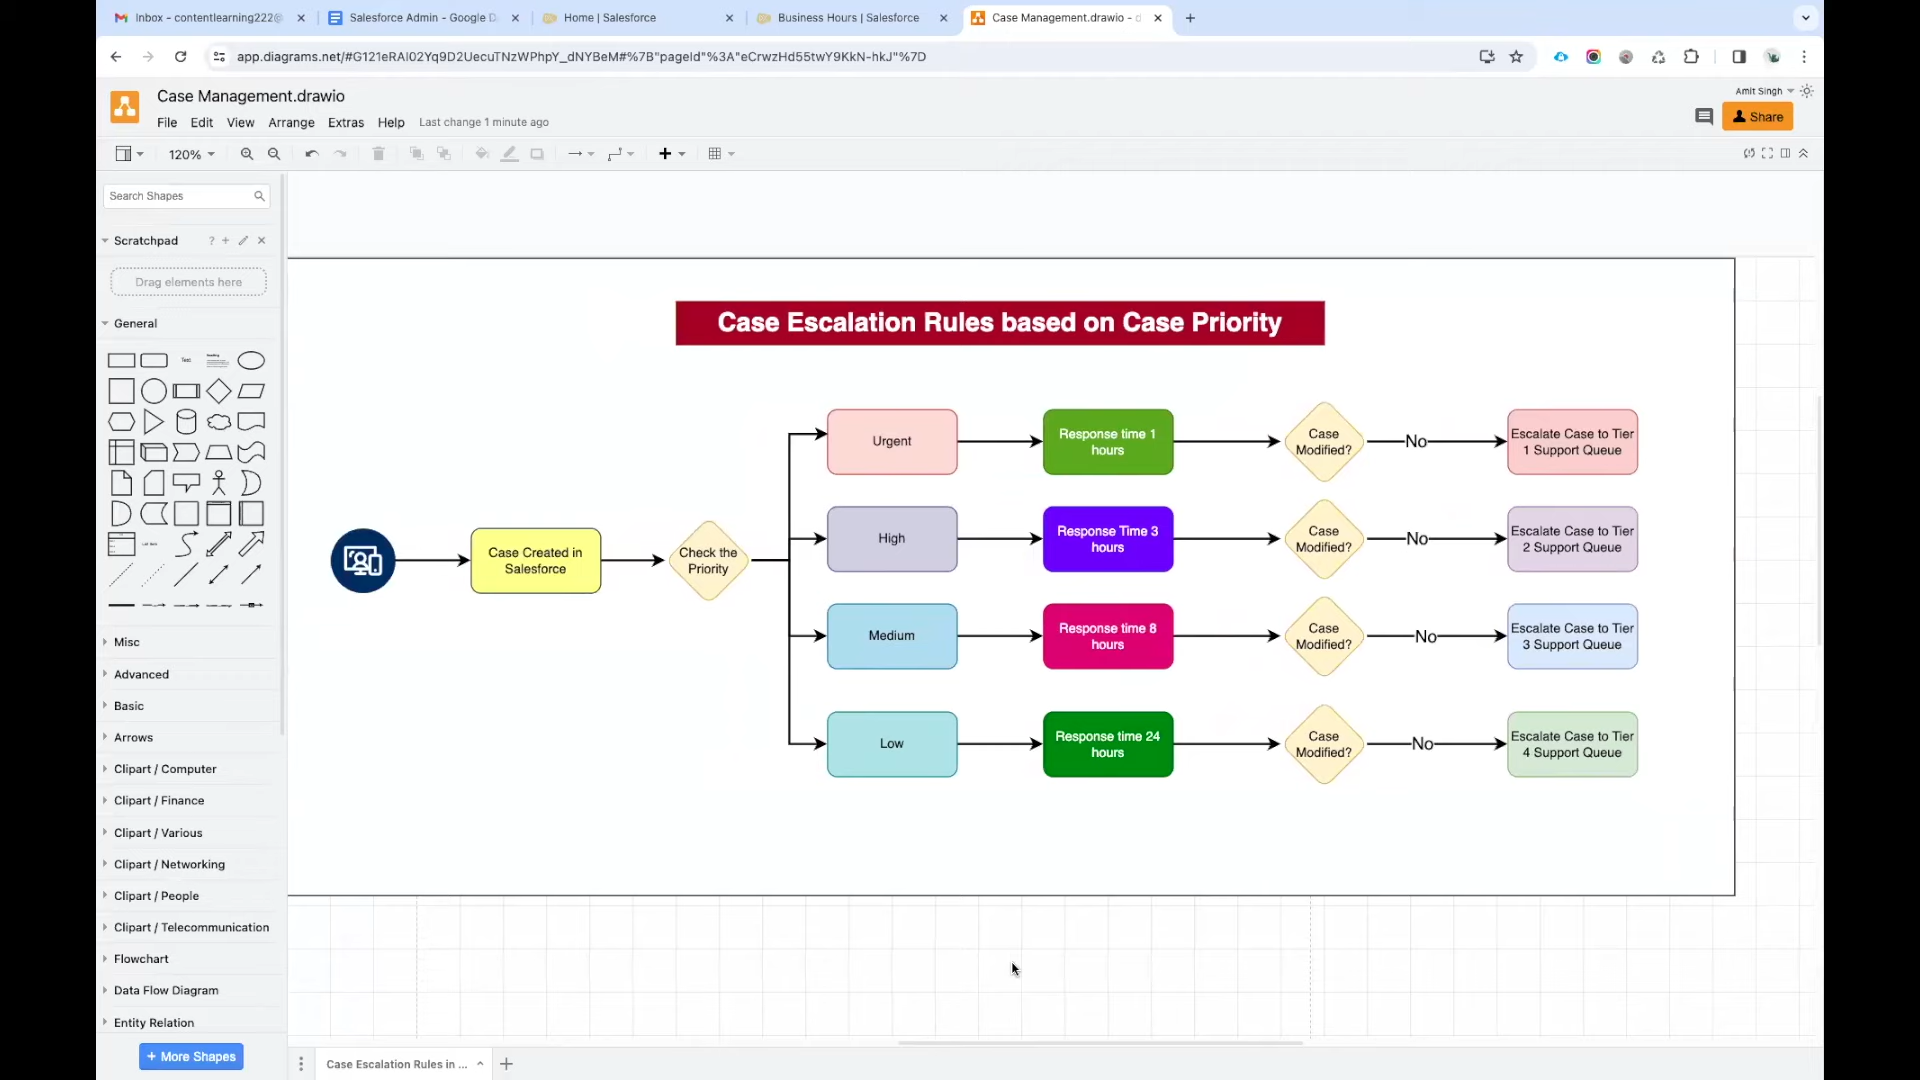 Inbox - contentlearning222@
Salesforce Admin - Google D
Home | Salesforce
Business Hours | Salesforce
Case Management.drawio - d
app.diagrams.net/#G121eRAI02Yq9D2UecuTNzWPhpY_dNYBeM#%7B"pageId"%3A"eCrwzHd55twY9KkN-hkJ"%7D
Case Management.drawio
Amit Singh
File Edit View Arrange Extras Help Last change 1 minute ago
Share
120%
Search Shapes
Scratchpad ? + 
Drag elements here
General
Text
Misc
Advanced
Basic
Arrows
Clipart / Computer
Clipart / Finance
Clipart / Various
Clipart / Networking
Clipart / People
Clipart / Telecommunication
Flowchart
Data Flow Diagram
Entity Relation
+ More Shapes
Case Escalation Rules based on Case Priority
Case Created in
Salesforce
Check the
Priority
Urgent
Response time 1
hours
Case
Modified?
No
Escalate Case to Tier
1 Support Queue
High
Response Time 3
hours
Case
Modified?
No
Escalate Case to Tier
2 Support Queue
Medium
Response time 8
hours
Case
Modified?
No
Escalate Case to Tier
3 Support Queue
Low
Response time 24
hours
Case
Modified?
No
Escalate Case to Tier
4 Support Queue
Case Escalation Rules in ...